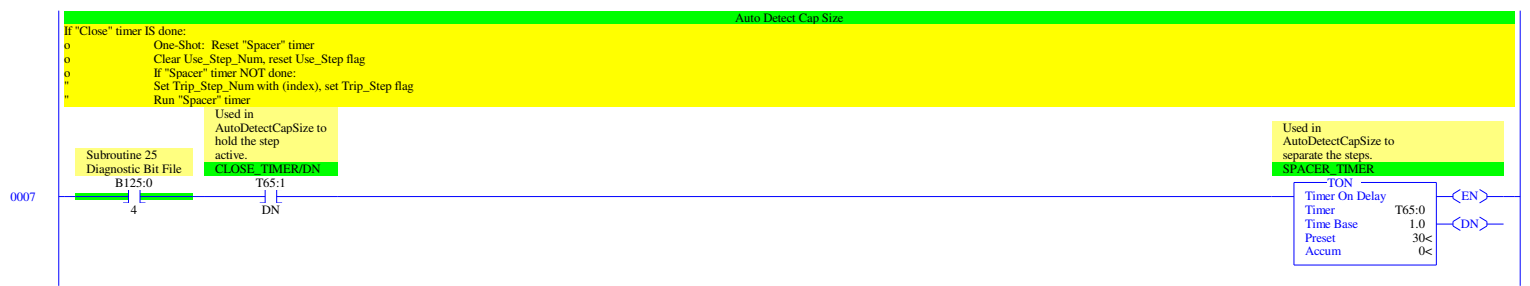 Auto Detect Cap Size
If "Close" timer IS done:
o One-Shot: Reset "Spacer" timer
o Clear Use_Step_Num, reset Use_Step flag
o If "Spacer" timer NOT done:
" Set Trip_Step_Num with (index), set Trip_Step flag
" Run "Spacer" timer
Subroutine 25
Diagnostic Bit File
B125:0
4
Used in
AutoDetectCapSize to
hold the step
active.
CLOSE_TIMER/DN
T65:1
DN
Used in
AutoDetectCapSize to
separate the steps.
SPACER_TIMER
0007
TON
Timer On Delay
Timer T65:0
Time Base 1.0
Preset 30<
Accum 0<
EN
DN